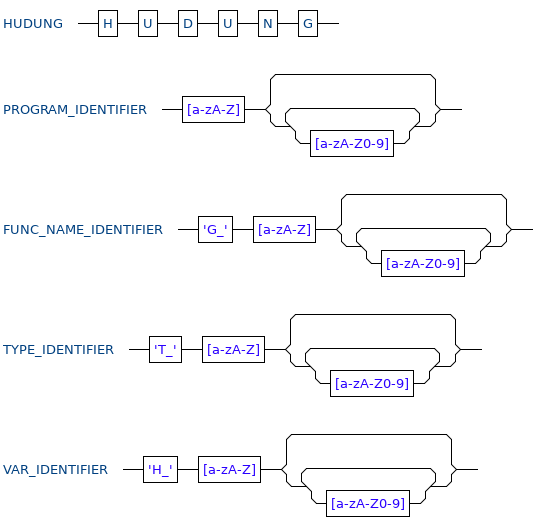 HUDUNG H U D U N G
PROGRAM_IDENTIFIER [a-zA-Z]
[a-zA-Z0-9]
FUNC_NAME_IDENTIFIER 'G_' [a-zA-Z]
[a-zA-Z0-9]
TYPE_IDENTIFIER 'T_' [a-zA-Z]
[a-zA-Z0-9]
VAR_IDENTIFIER 'H_' [a-zA-Z]
[a-zA-Z0-9]